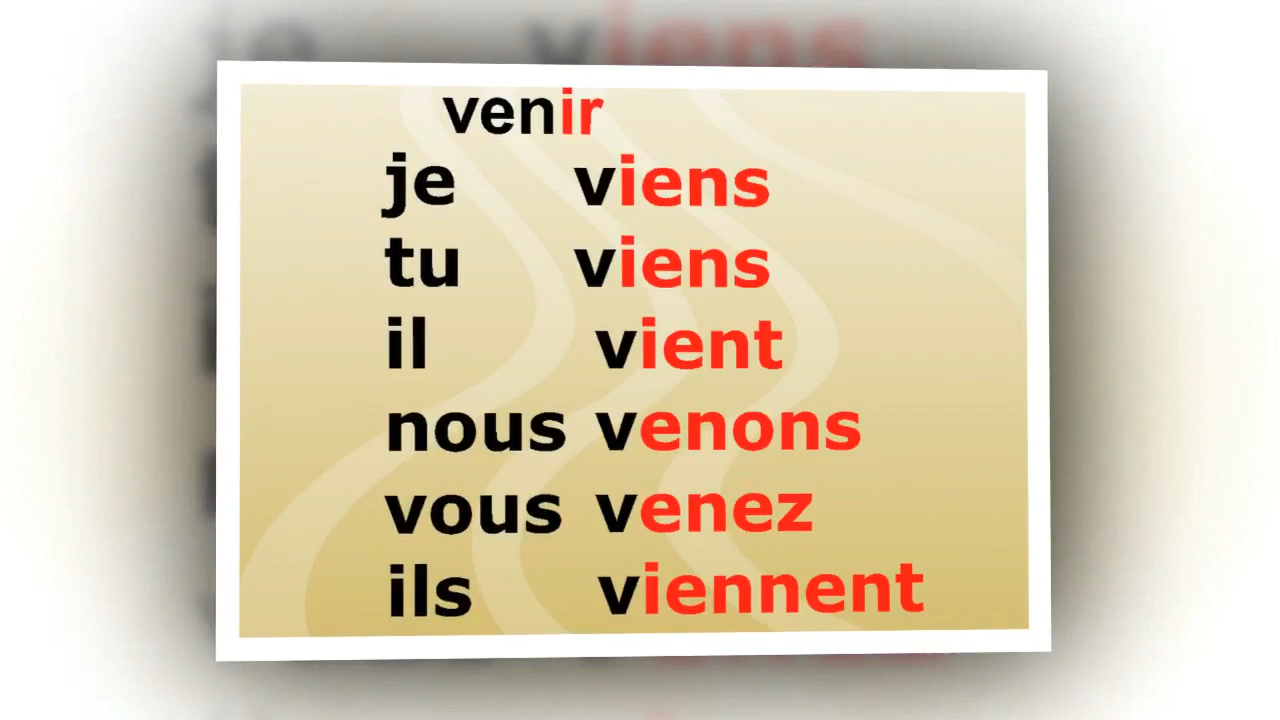 venir
je viens
tu viens
il vient
nous venons
vous venez
ils viennent